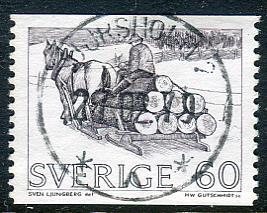 SVERIGE 60
SVEN LJUNGBERG del. HW GUTSCHMIDT sc.